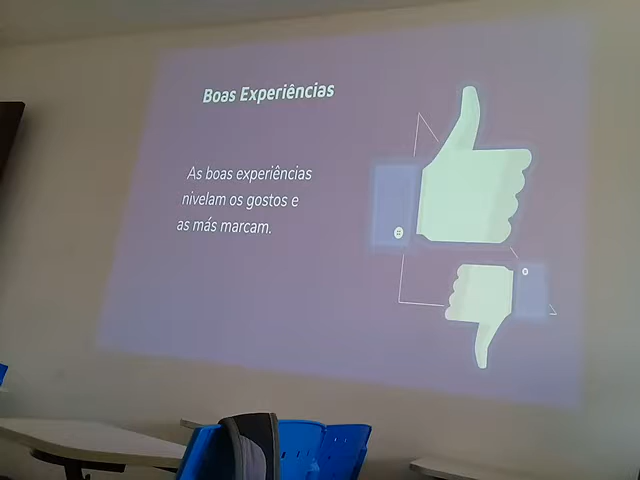 Boas Experiências
As boas experiências
nivelam os gostos e
as más marcam.